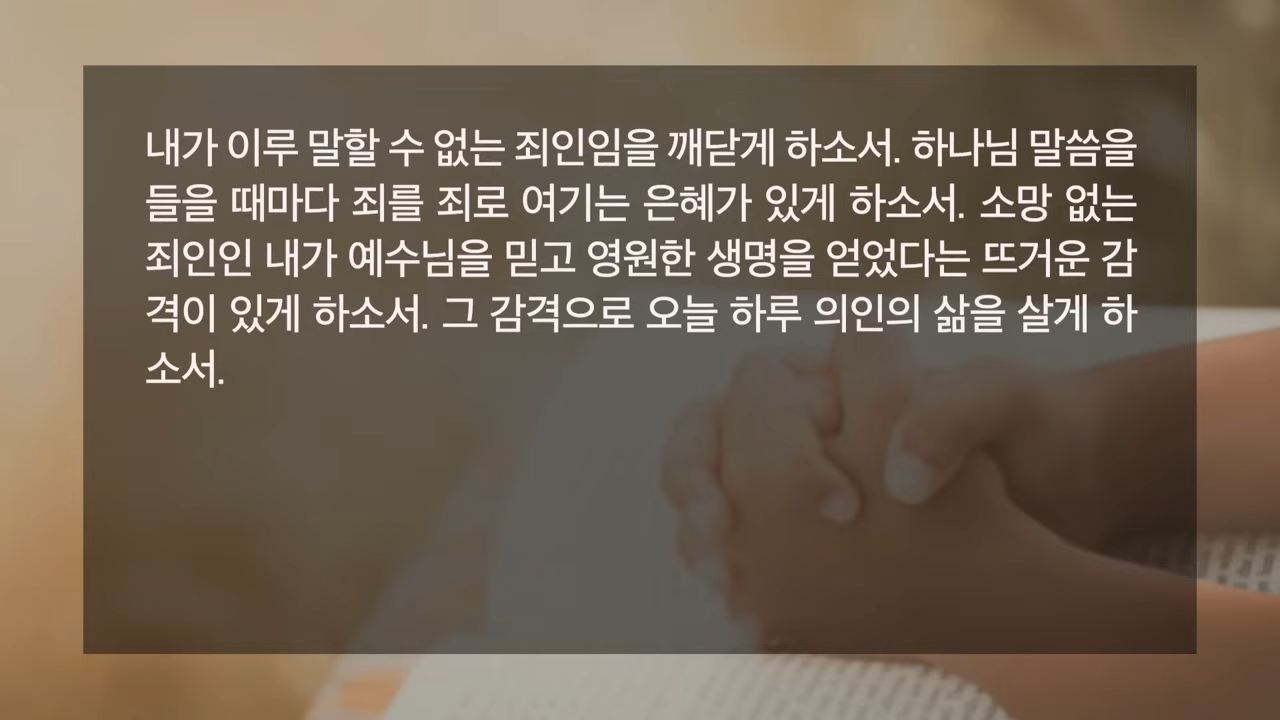 내가 이루 말할 수 없는 죄인임을 깨닫게 하소서. 하나님 말씀을
들을 때마다 죄를 죄로 여기는 은혜가 있게 하소서. 소망 없는
죄인인 내가 예수님을 믿고 영원한 생명을 얻었다는 뜨거운 감
격이 있게 하소서. 그 감격으로 오늘 하루 의인의 삶을 살게 하
소서.